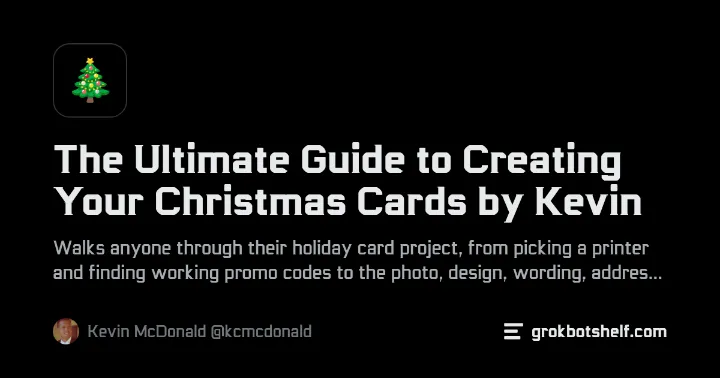 The Ultimate Guide to Creating
Your Christmas Cards by Kevin
Walks anyone through their holiday card project, from picking a printer
and finding working promo codes to the photo, design, wording, addres...
Kevin McDonald @kcmcdonald
grokbotshelf.com